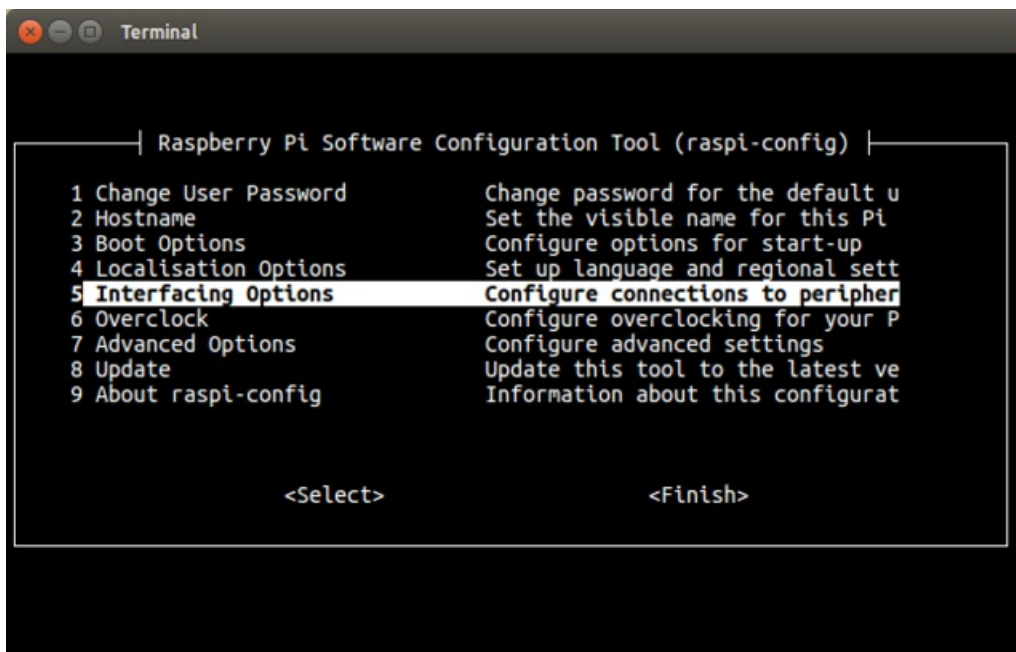 Terminal
Raspberry Pi Software Configuration Tool (raspi-config)
1 Change User Password Change password for the default u
2 Hostname Set the visible name for this Pi
3 Boot Options Configure options for start-up
4 Localisation Options Set up language and regional sett
5 Interfacing Options Configure connections to peripher
6 Overclock Configure overclocking for your P
7 Advanced Options Configure advanced settings
8 Update Update this tool to the latest ve
9 About raspi-config Information about this configurat
<Select> <Finish>